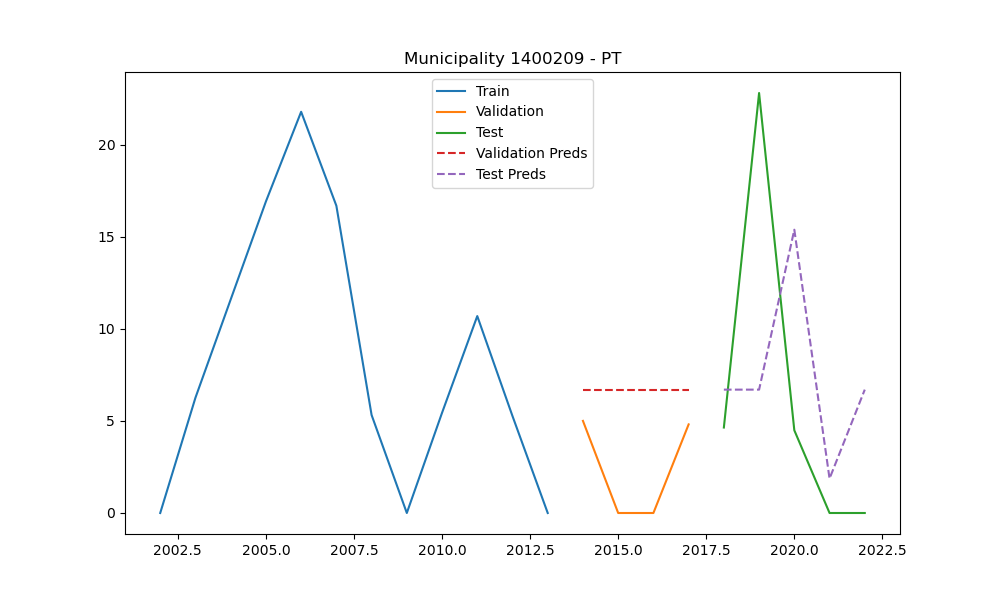 Municipality 1400209 - PT
Train
Validation
Test
Validation Preds
Test Preds
20
15
10
5
0
2002.5 2005.0 2007.5 2010.0 2012.5 2015.0 2017.5 2020.0 2022.5